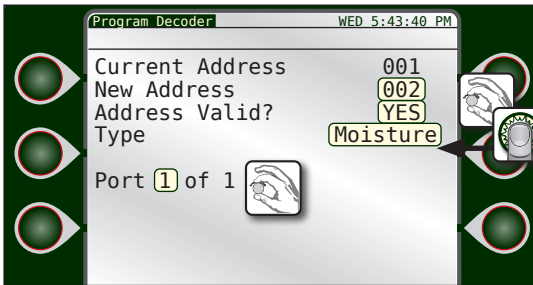 Program Decoder WED 5:43:40 PM
Current Address 001
New Address 002
Address Valid? YES
Type Moisture
Port 1 of 1